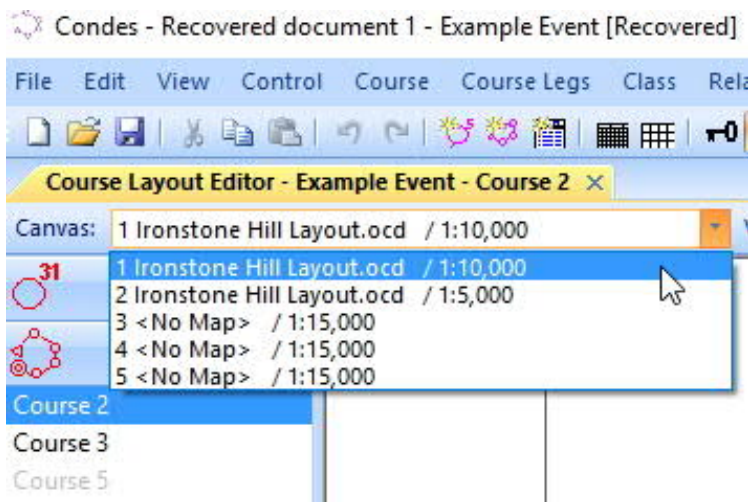 Condes - Recovered document 1 - Example Event [Recovered]
File Edit View Control Course Course Legs Class
Course Layout Editor - Example Event - Course 2
Canvas: 1 Ironstone Hill Layout.ocd / 1:10,000
31
1 Ironstone Hill Layout.ocd / 1:10,000
2 Ironstone Hill Layout.ocd / 1:5,000
3 <No Map> / 1:15,000
4 <No Map> / 1:15,000
5 <No Map> / 1:15,000
Course 2
Course 3
Course 5